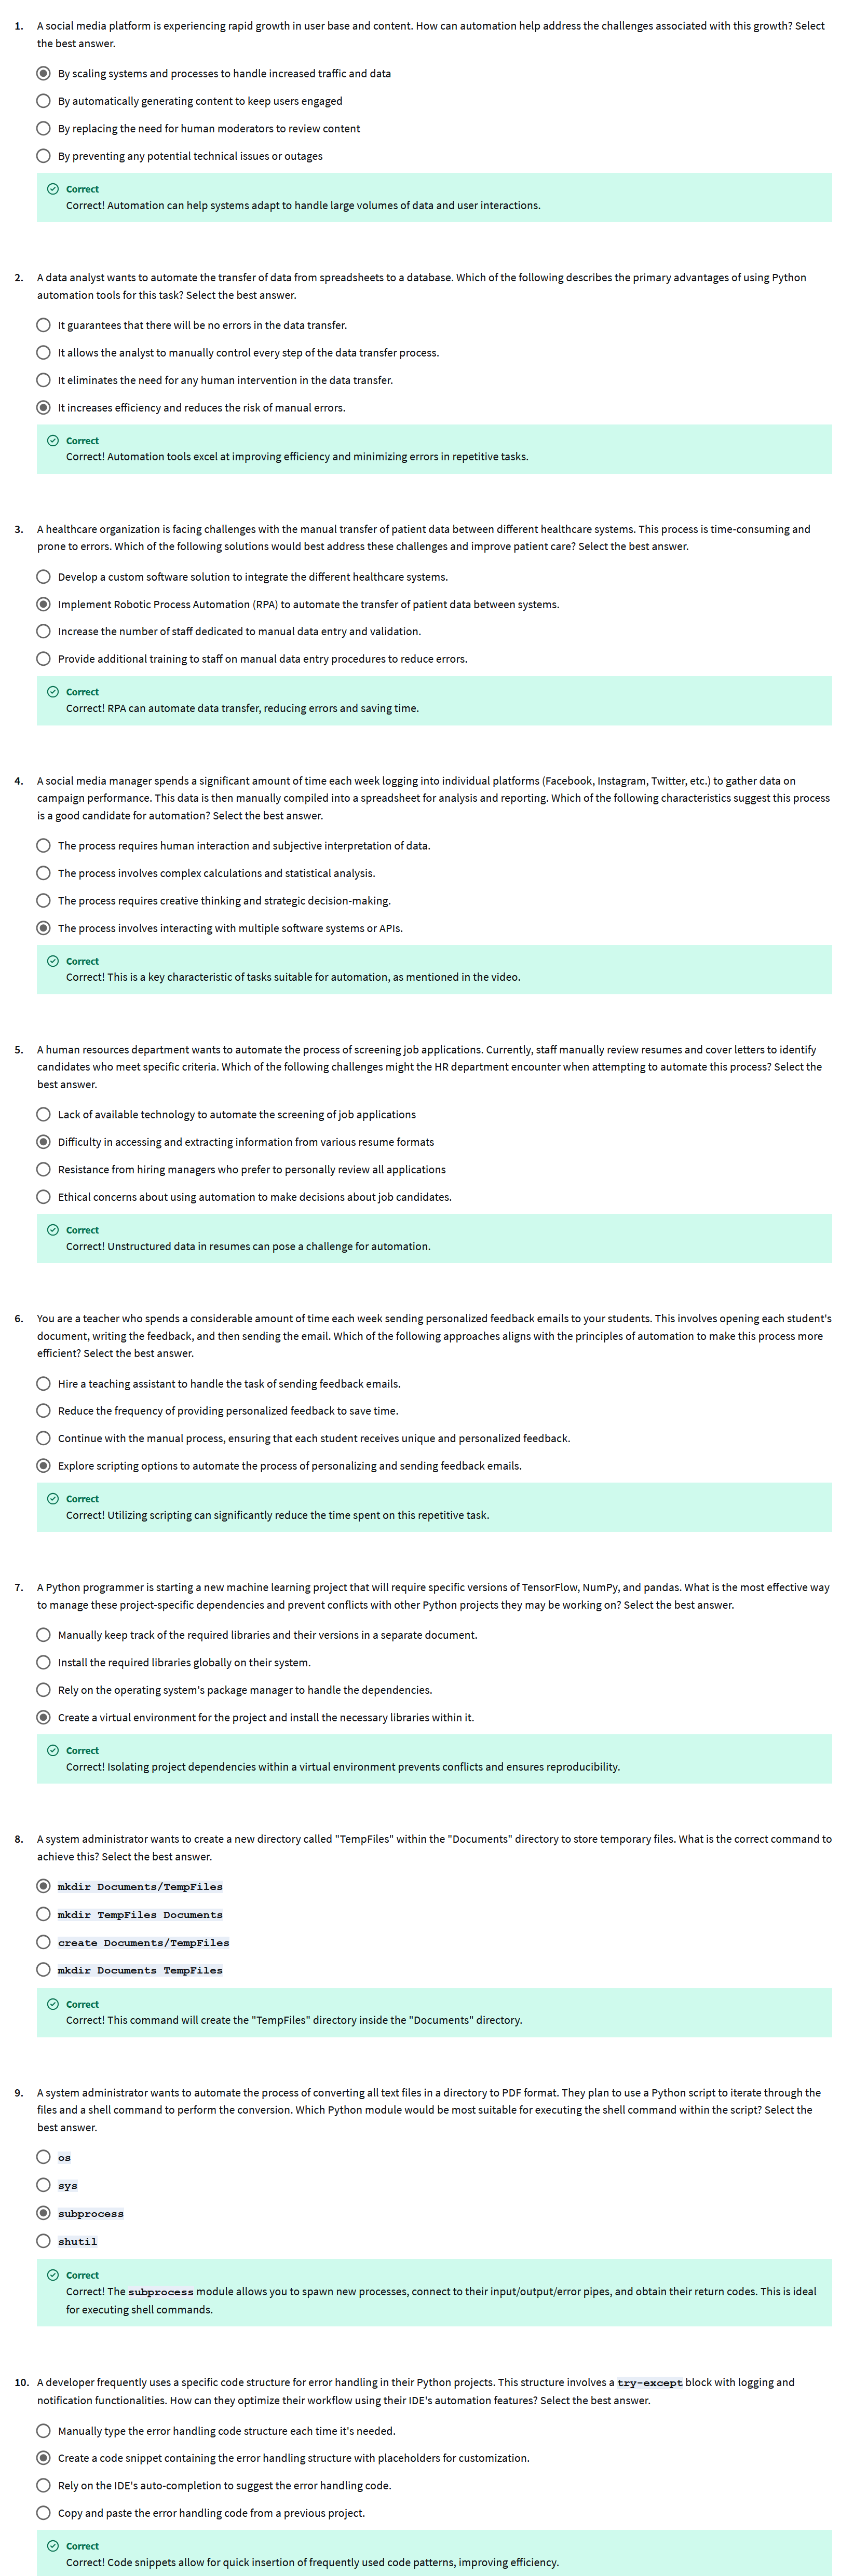 1. A social media platform is experiencing rapid growth in user base and content. How can automation help address the challenges associated with this growth? Select
the best answer.
By scaling systems and processes to handle increased traffic and data
By automatically generating content to keep users engaged
By replacing the need for human moderators to review content
By preventing any potential technical issues or outages
Correct
Correct! Automation can help systems adapt to handle large volumes of data and user interactions.
2. A data analyst wants to automate the transfer of data from spreadsheets to a database. Which of the following describes the primary advantages of using Python
automation tools for this task? Select the best answer.
It guarantees that there will be no errors in the data transfer.
It allows the analyst to manually control every step of the data transfer process.
It eliminates the need for any human intervention in the data transfer.
It increases efficiency and reduces the risk of manual errors.
Correct
Correct! Automation tools excel at improving efficiency and minimizing errors in repetitive tasks.
3. A healthcare organization is facing challenges with the manual transfer of patient data between different healthcare systems. This process is time-consuming and
prone to errors. Which of the following solutions would best address these challenges and improve patient care? Select the best answer.
Develop a custom software solution to integrate the different healthcare systems.
Implement Robotic Process Automation (RPA) to automate the transfer of patient data between systems.
Increase the number of staff dedicated to manual data entry and validation.
Provide additional training to staff on manual data entry procedures to reduce errors.
Correct
Correct! RPA can automate data transfer, reducing errors and saving time.
4. A social media manager spends a significant amount of time each week logging into individual platforms (Facebook, Instagram, Twitter, etc.) to gather data on
campaign performance. This data is then manually compiled into a spreadsheet for analysis and reporting. Which of the following characteristics suggest this process
is a good candidate for automation? Select the best answer.
The process requires human interaction and subjective interpretation of data.
The process involves complex calculations and statistical analysis.
The process requires creative thinking and strategic decision-making.
The process involves interacting with multiple software systems or APIs.
Correct
Correct! This is a key characteristic of tasks suitable for automation, as mentioned in the video.
5. A human resources department wants to automate the process of screening job applications. Currently, staff manually review resumes and cover letters to identify
candidates who meet specific criteria. Which of the following challenges might the HR department encounter when attempting to automate this process? Select the
best answer.
Lack of available technology to automate the screening of job applications
Difficulty in accessing and extracting information from various resume formats
Resistance from hiring managers who prefer to personally review all applications
Ethical concerns about using automation to make decisions about job candidates.
Correct
Correct! Unstructured data in resumes can pose a challenge for automation.
6. You are a teacher who spends a considerable amount of time each week sending personalized feedback emails to your students. This involves opening each student's
document, writing the feedback, and then sending the email. Which of the following approaches aligns with the principles of automation to make this process more
efficient? Select the best answer.
Hire a teaching assistant to handle the task of sending feedback emails.
Reduce the frequency of providing personalized feedback to save time.
Continue with the manual process, ensuring that each student receives unique and personalized feedback.
Explore scripting options to automate the process of personalizing and sending feedback emails.
Correct
Correct! Utilizing scripting can significantly reduce the time spent on this repetitive task.
7. A Python programmer is starting a new machine learning project that will require specific versions of TensorFlow, NumPy, and pandas. What is the most effective way
to manage these project-specific dependencies and prevent conflicts with other Python projects they may be working on? Select the best answer.
Manually keep track of the required libraries and their versions in a separate document.
Install the required libraries globally on their system.
Rely on the operating system's package manager to handle the dependencies.
Create a virtual environment for the project and install the necessary libraries within it.
Correct
Correct! Isolating project dependencies within a virtual environment prevents conflicts and ensures reproducibility.
8. A system administrator wants to create a new directory called "TempFiles" within the "Documents" directory to store temporary files. What is the correct command to
achieve this? Select the best answer.
mkdir Documents/TempFiles
mkdir TempFiles Documents
create Documents/TempFiles
mkdir Documents TempFiles
Correct
Correct! This command will create the "TempFiles" directory inside the "Documents" directory.
9. A system administrator wants to automate the process of converting all text files in a directory to PDF format. They plan to use a Python script to iterate through the
files and a shell command to perform the conversion. Which Python module would be most suitable for executing the shell command within the script? Select the
best answer.
os
sys
subprocess
shutil
Correct
Correct! The subprocess module allows you to spawn new processes, connect to their input/output/error pipes, and obtain their return codes. This is ideal
for executing shell commands.
10. A developer frequently uses a specific code structure for error handling in their Python projects. This structure involves a try-except block with logging and
notification functionalities. How can they optimize their workflow using their IDE's automation features? Select the best answer.
Manually type the error handling code structure each time it's needed.
Create a code snippet containing the error handling structure with placeholders for customization.
Rely on the IDE's auto-completion to suggest the error handling code.
Copy and paste the error handling code from a previous project.
Correct
Correct! Code snippets allow for quick insertion of frequently used code patterns, improving efficiency.